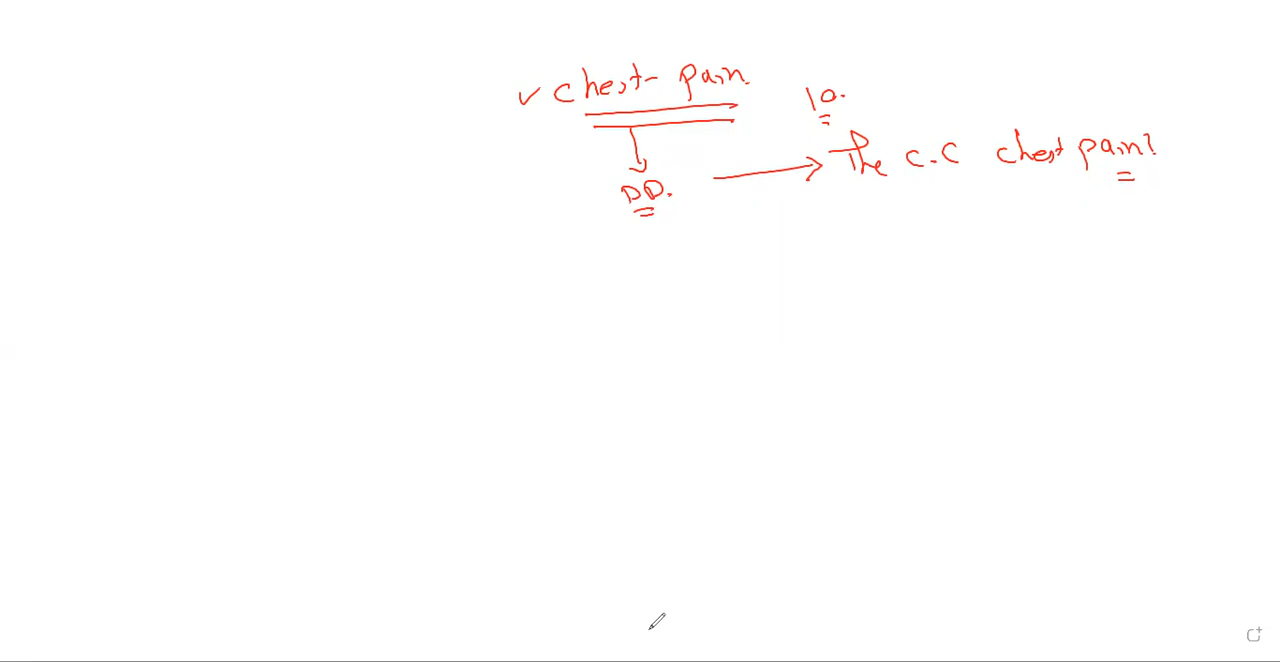 ✓ Chest pain.
10.
The C.C chest pain?
DD.